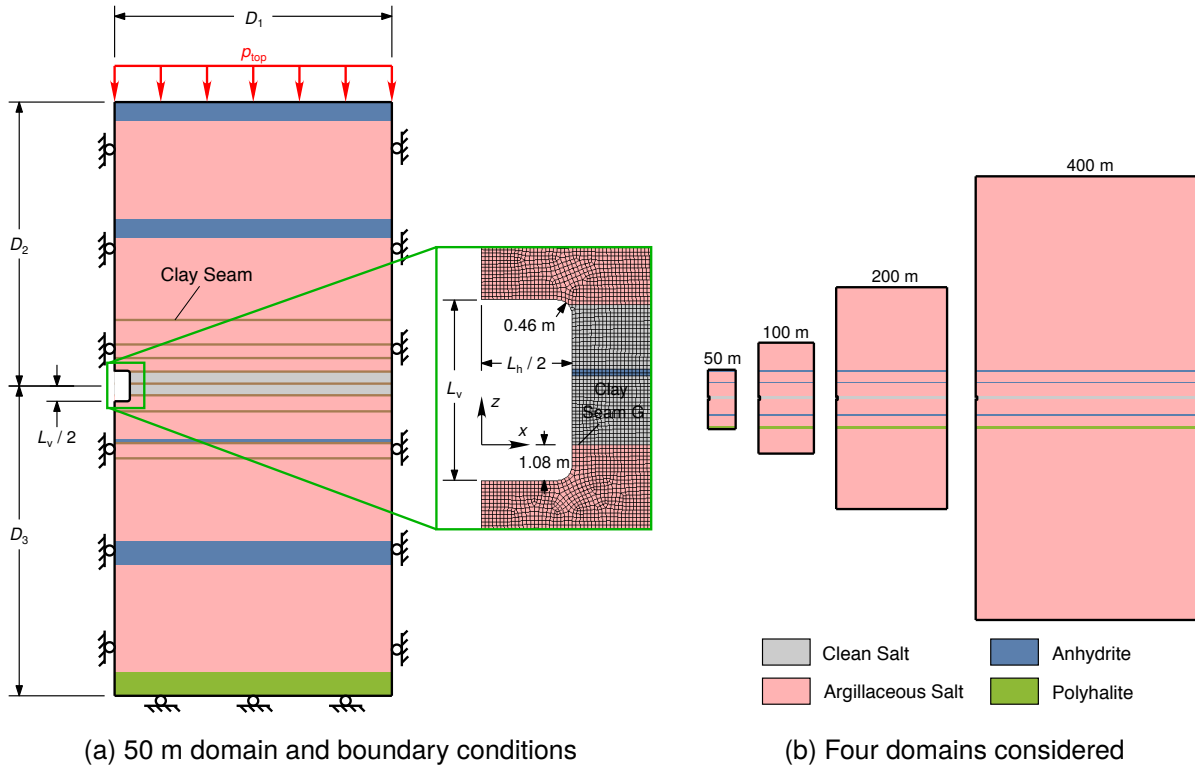 D1
ptop
D2
Clay Seam
Lv / 2
D3
0.46 m
Lh / 2
Lv
z
x
Clay
Seam G
1.08 m
50 m
100 m
200 m
400 m
Clean Salt
Anhydrite
Argillaceous Salt
Polyhalite
(a) 50 m domain and boundary conditions
(b) Four domains considered